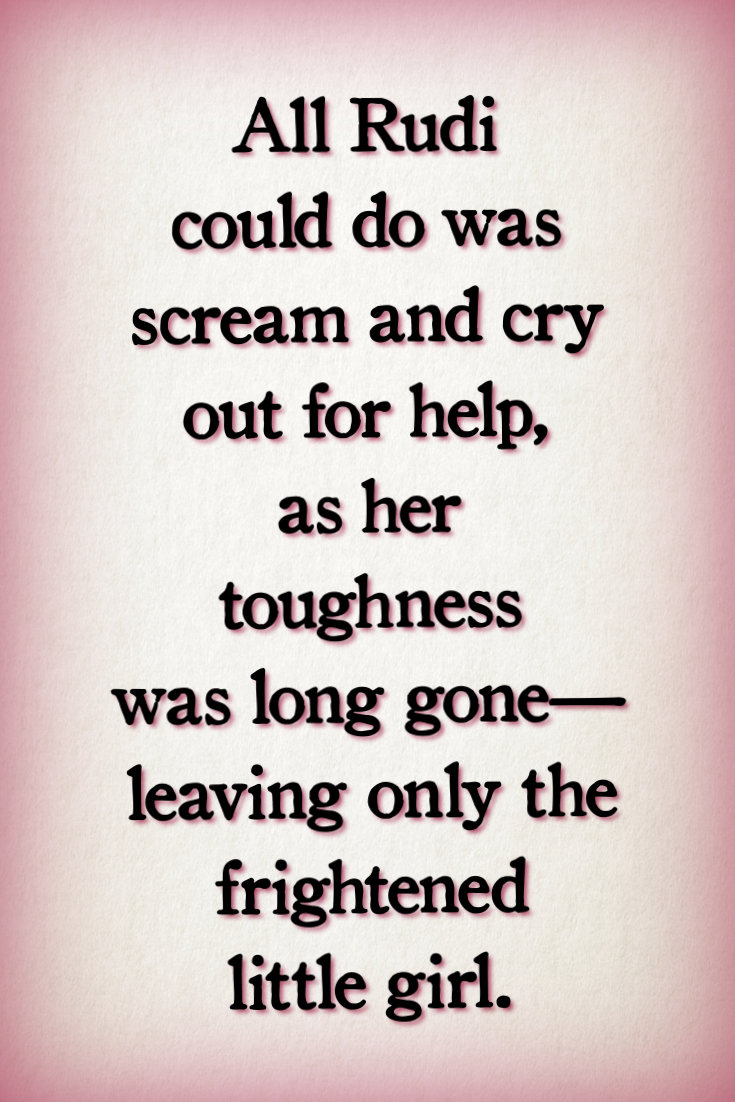 All Rudi
could do was
scream and cry
out for help,
as her
toughness
was long gone—
leaving only the
frightened
little girl.